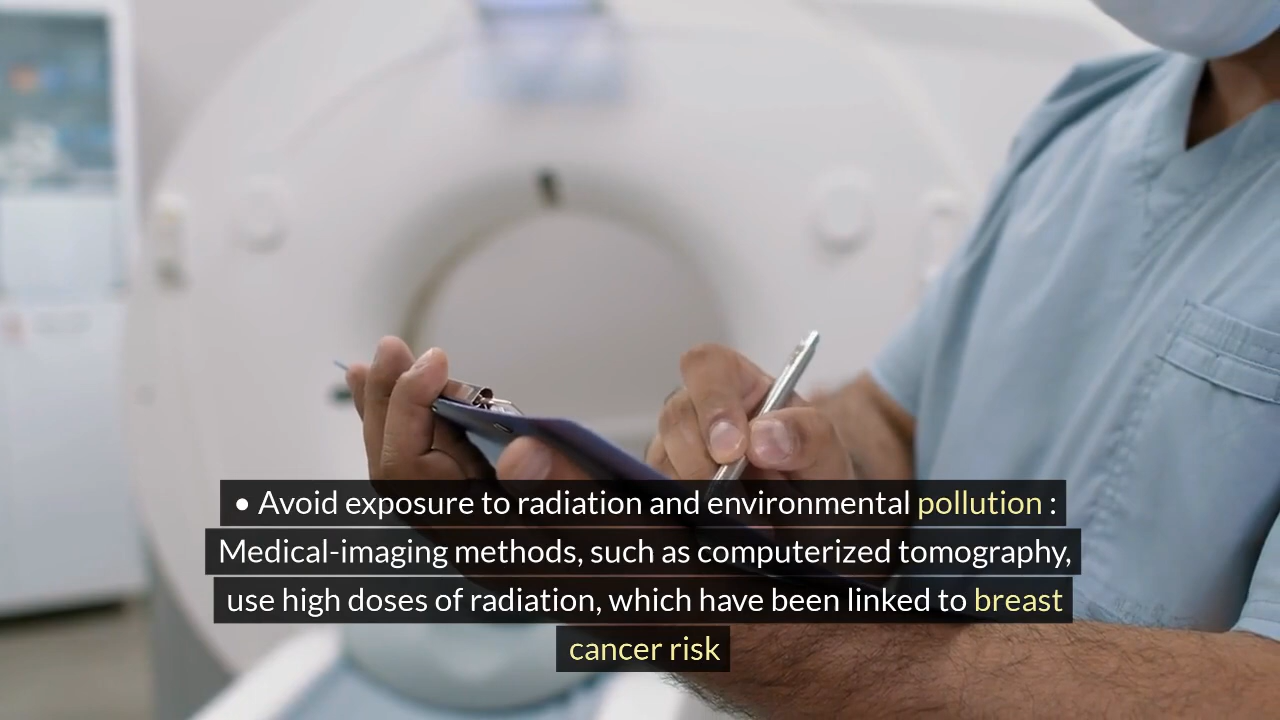 • Avoid exposure to radiation and environmental pollution :
Medical-imaging methods, such as computerized tomography,
use high doses of radiation, which have been linked to breast
cancer risk